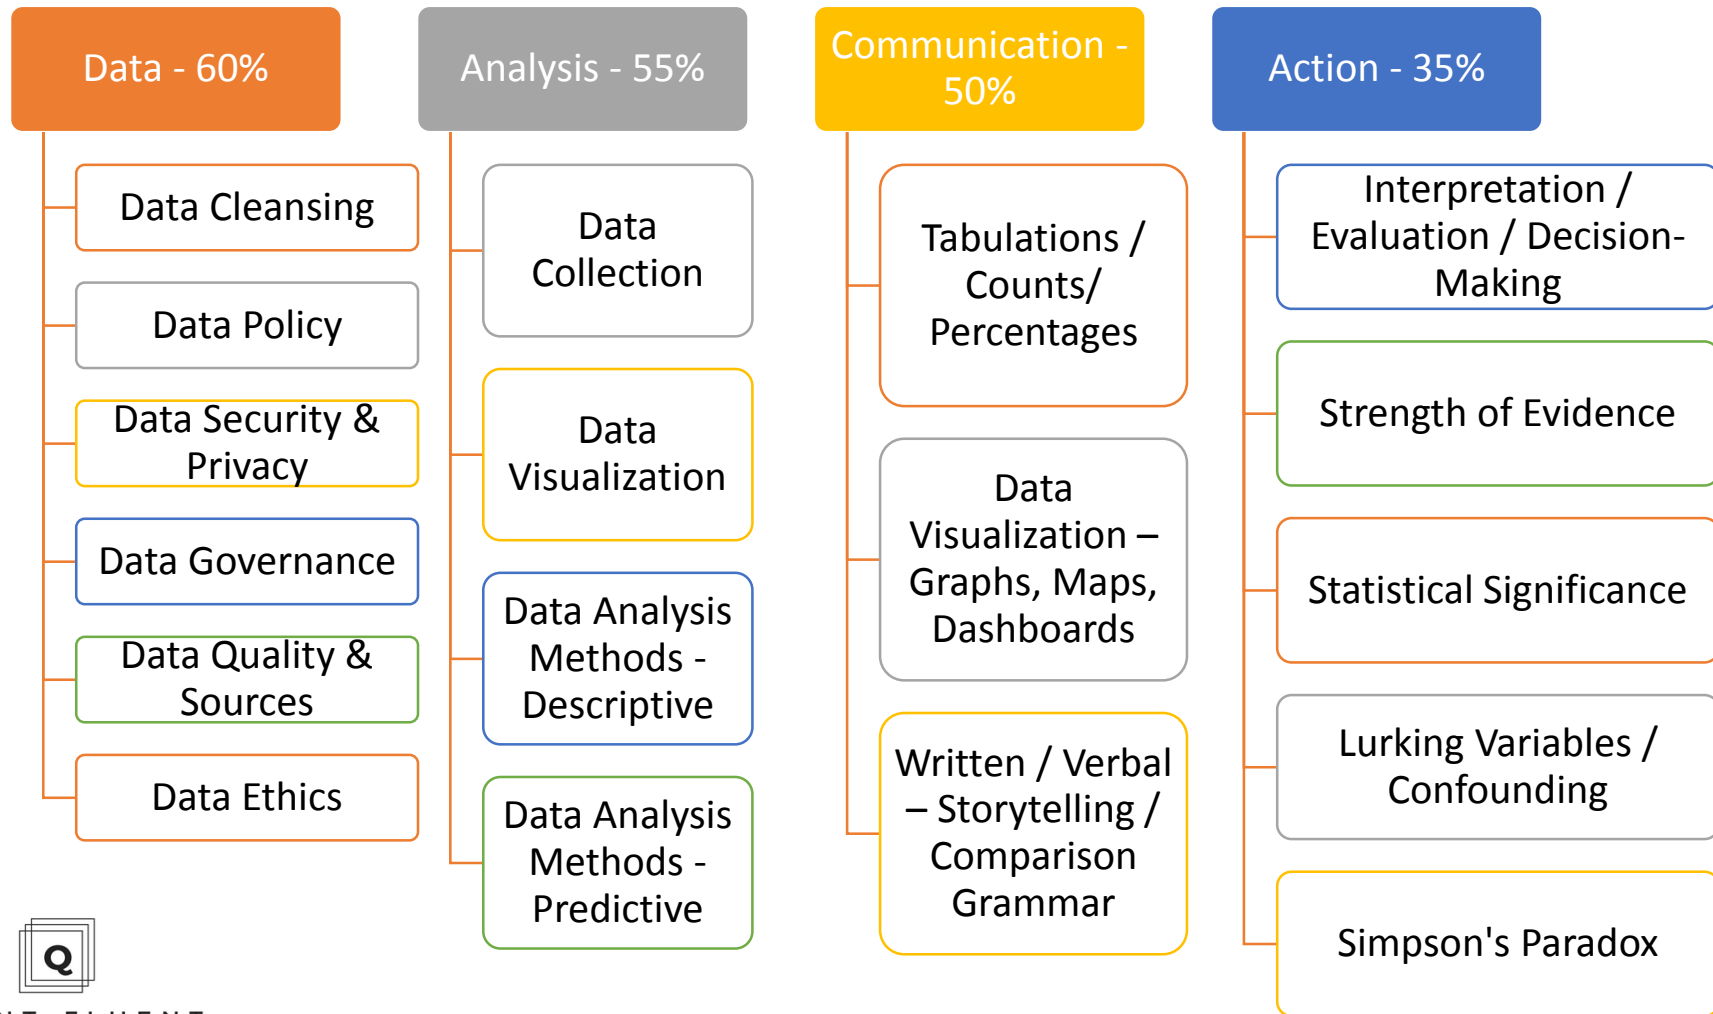 Data - 60%
Data Cleansing
Data Policy
Data Security &
Privacy
Data Governance
Data Quality &
Sources
Data Ethics
Analysis - 55%
Data
Collection
Data
Visualization
Data Analysis
Methods -
Descriptive
Data Analysis
Methods -
Predictive
Communication -
50%
Tabulations /
Counts/
Percentages
Data
Visualization –
Graphs, Maps,
Dashboards
Written / Verbal
– Storytelling /
Comparison
Grammar
Action - 35%
Interpretation /
Evaluation / Decision-
Making
Strength of Evidence
Statistical Significance
Lurking Variables /
Confounding
Simpson's Paradox
Q